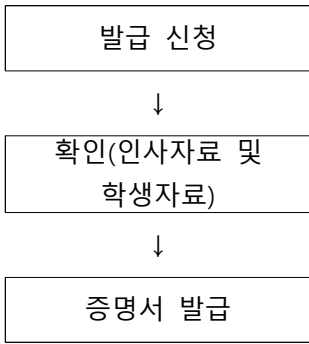 발급 신청
↓
확인(인사자료 및
학생자료)
↓
증명서 발급